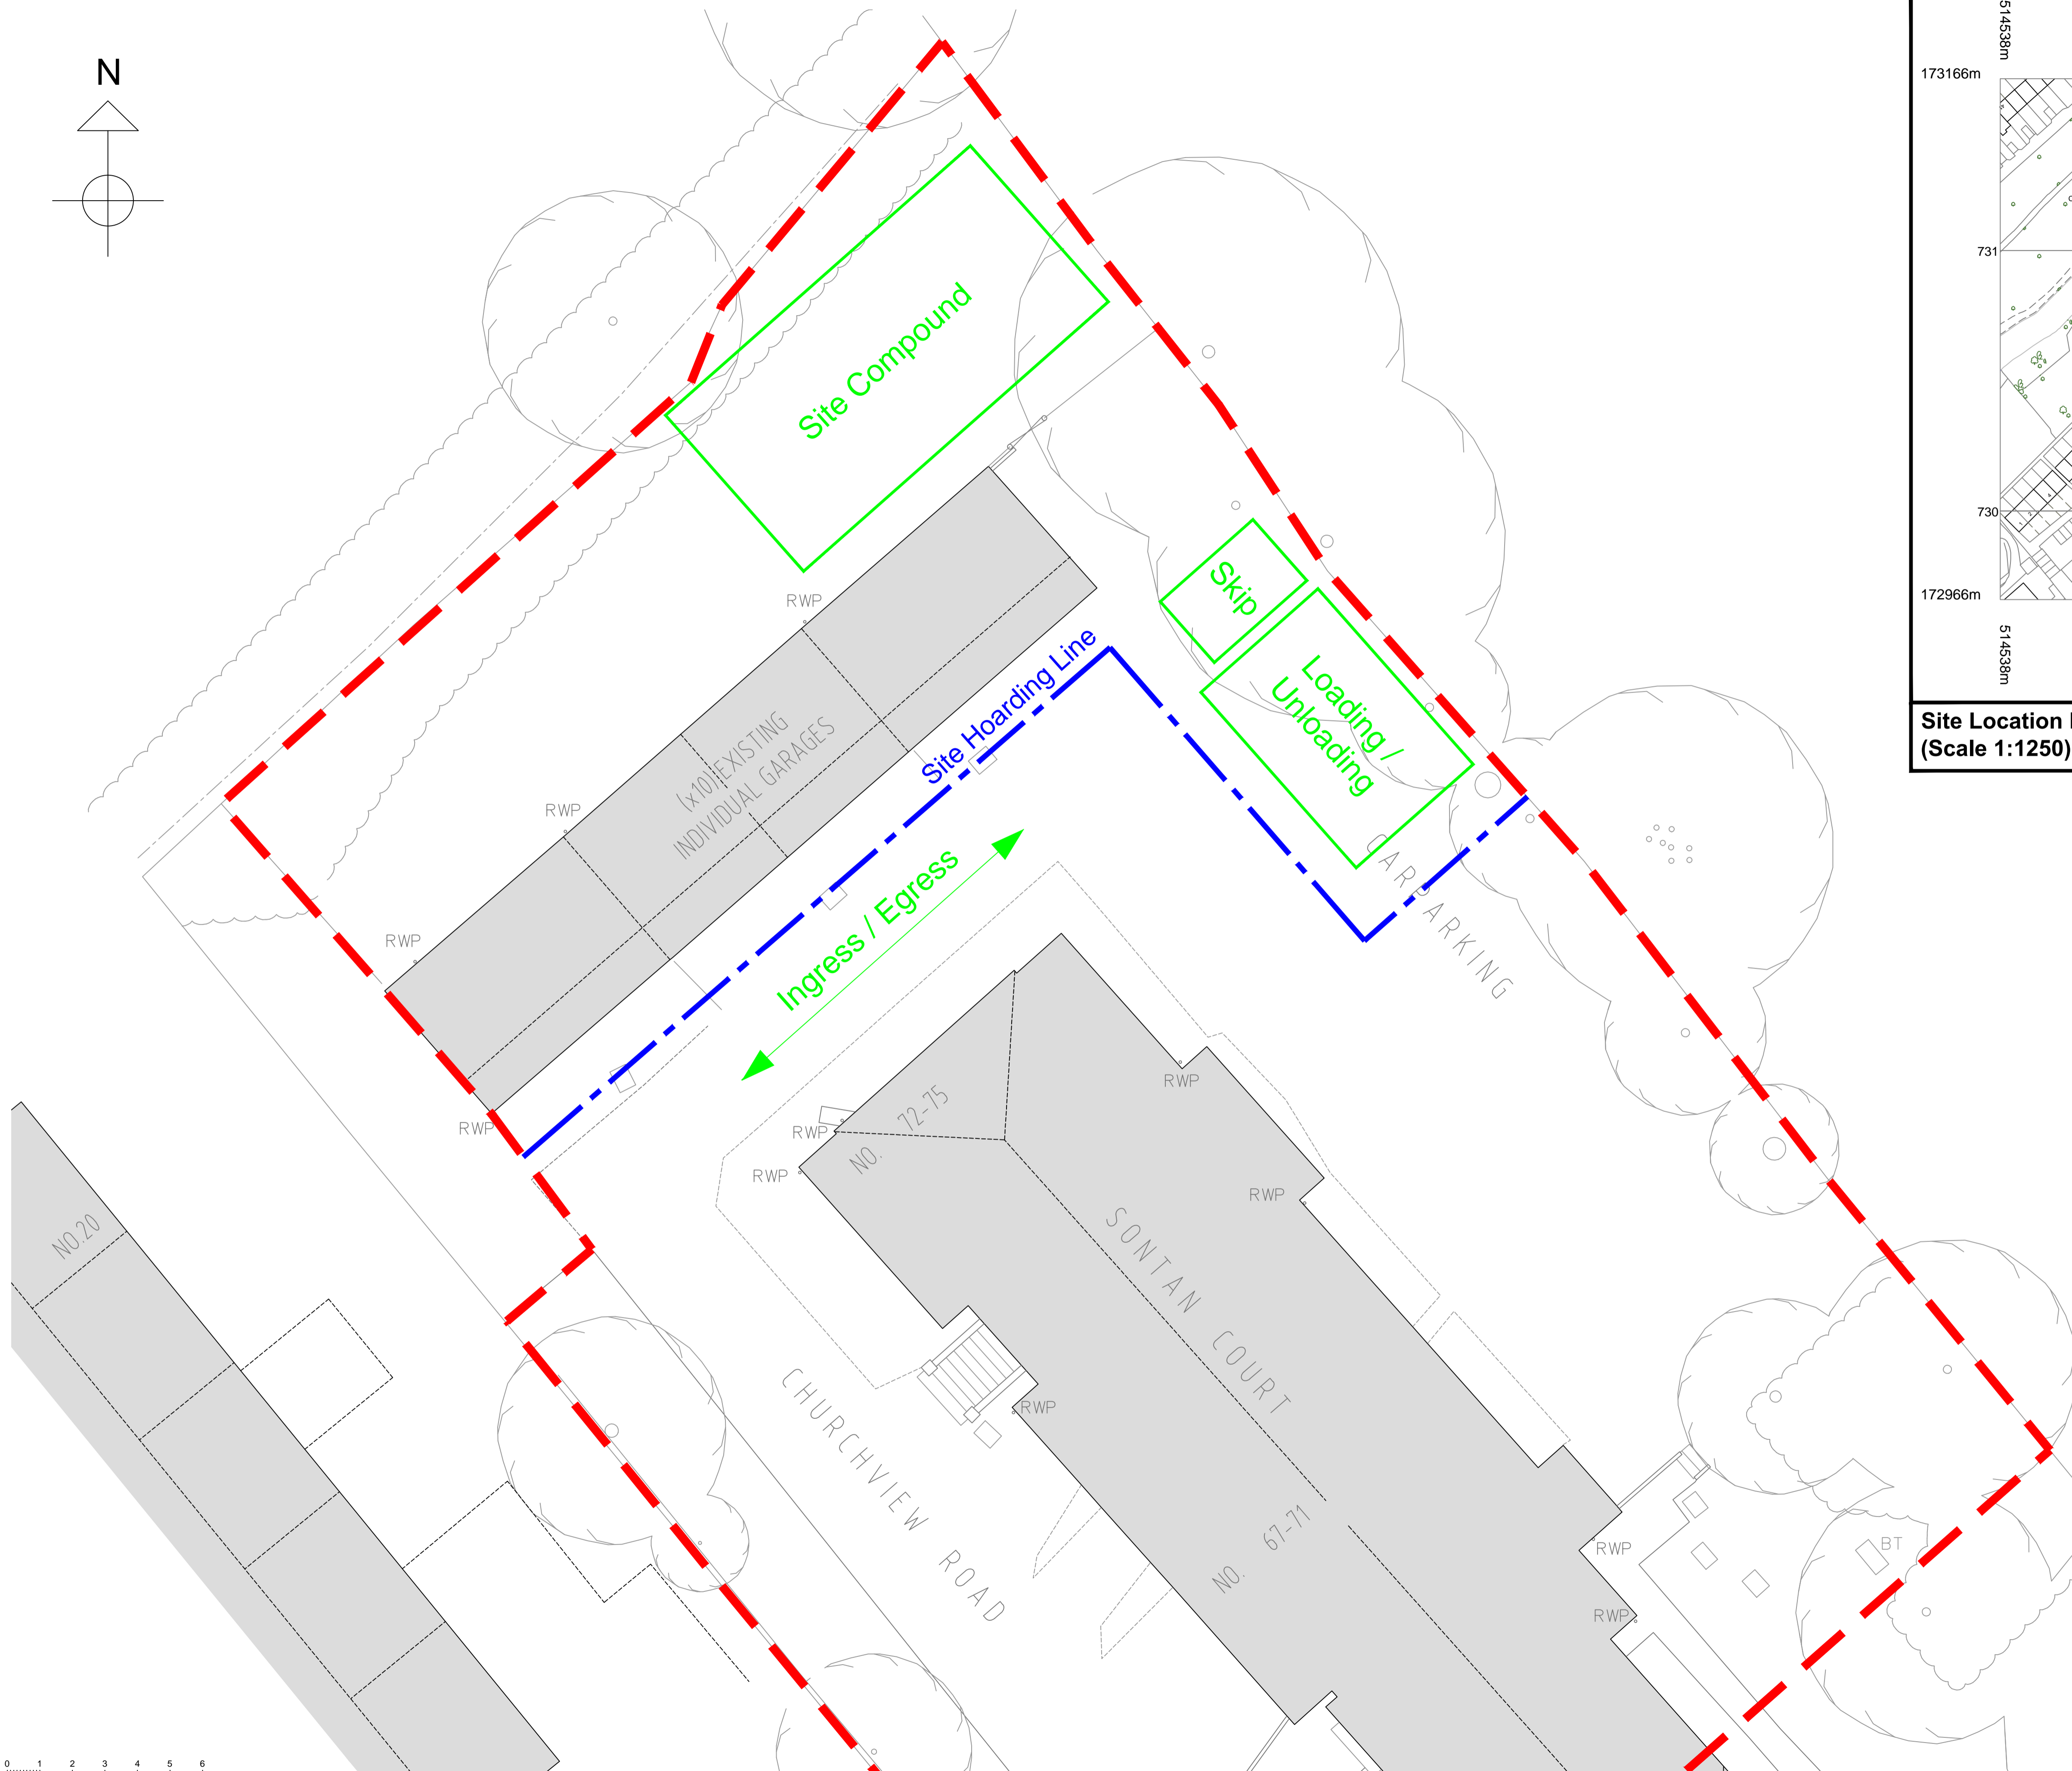 N
514538m
173166m
731
730
172966m
514538m
Site Location
(Scale 1:1250)
Site Compound
Skip
Loading /
Unloading
RWP
Site Hoarding Line
(x10) EXISTING
INDIVIDUAL GARAGES
RWP
Ingress / Egress
CAR PARKING
RWP
RWP
NO. 72-75
RWP
RWP
RWP
RWP
NO.20
SONTAN COURT
RWP
CHURCHVIEW ROAD
NO. 67-71
RWP
BT
RWP
0 1 2 3 4 5 6